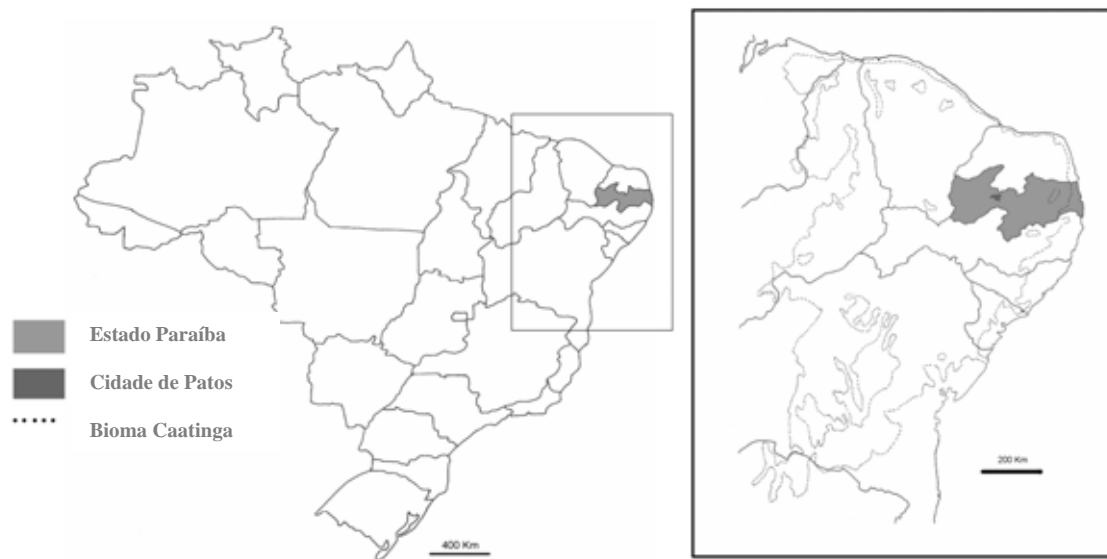 Estado Paraíba
Cidade de Patos
Bioma Caatinga
400 Km
200 Km